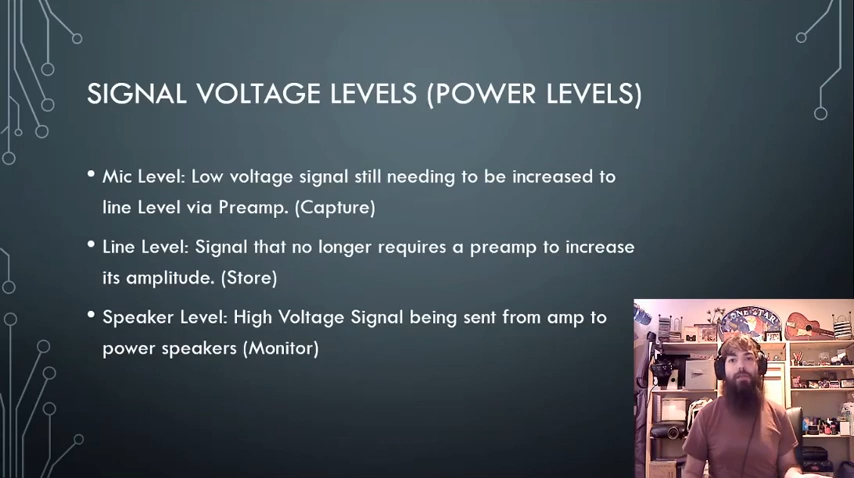 SIGNAL VOLTAGE LEVELS (POWER LEVELS)
• Mic Level: Low voltage signal still needing to be increased to
line Level via Preamp. (Capture)
• Line Level: Signal that no longer requires a preamp to increase
its amplitude. (Store)
• Speaker Level: High Voltage Signal being sent from amp to
power speakers (Monitor)